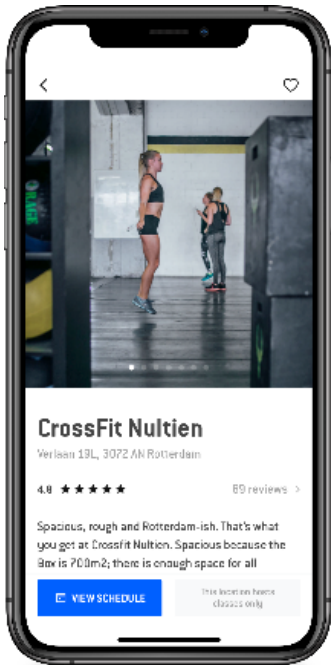 CrossFit Nultien
Verlaan 19L, 3072 AN Rotterdam
4.8
89 reviews
Spacious, rough and Rotterdam-ish. That's what
you get at Crossfit Nultien. Spacious because the
Box is 700m2; there is enough space for all
VIEW SCHEDULE
This location hosts
classes only